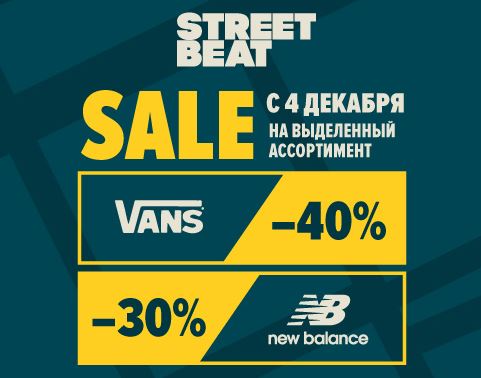 STREET
BEAT
SALE
С 4 ДЕКАБРЯ
НА ВЫДЕЛЕННЫЙ
АССОРТИМЕНТ
VANS
–40%
–30%
NB
new balance